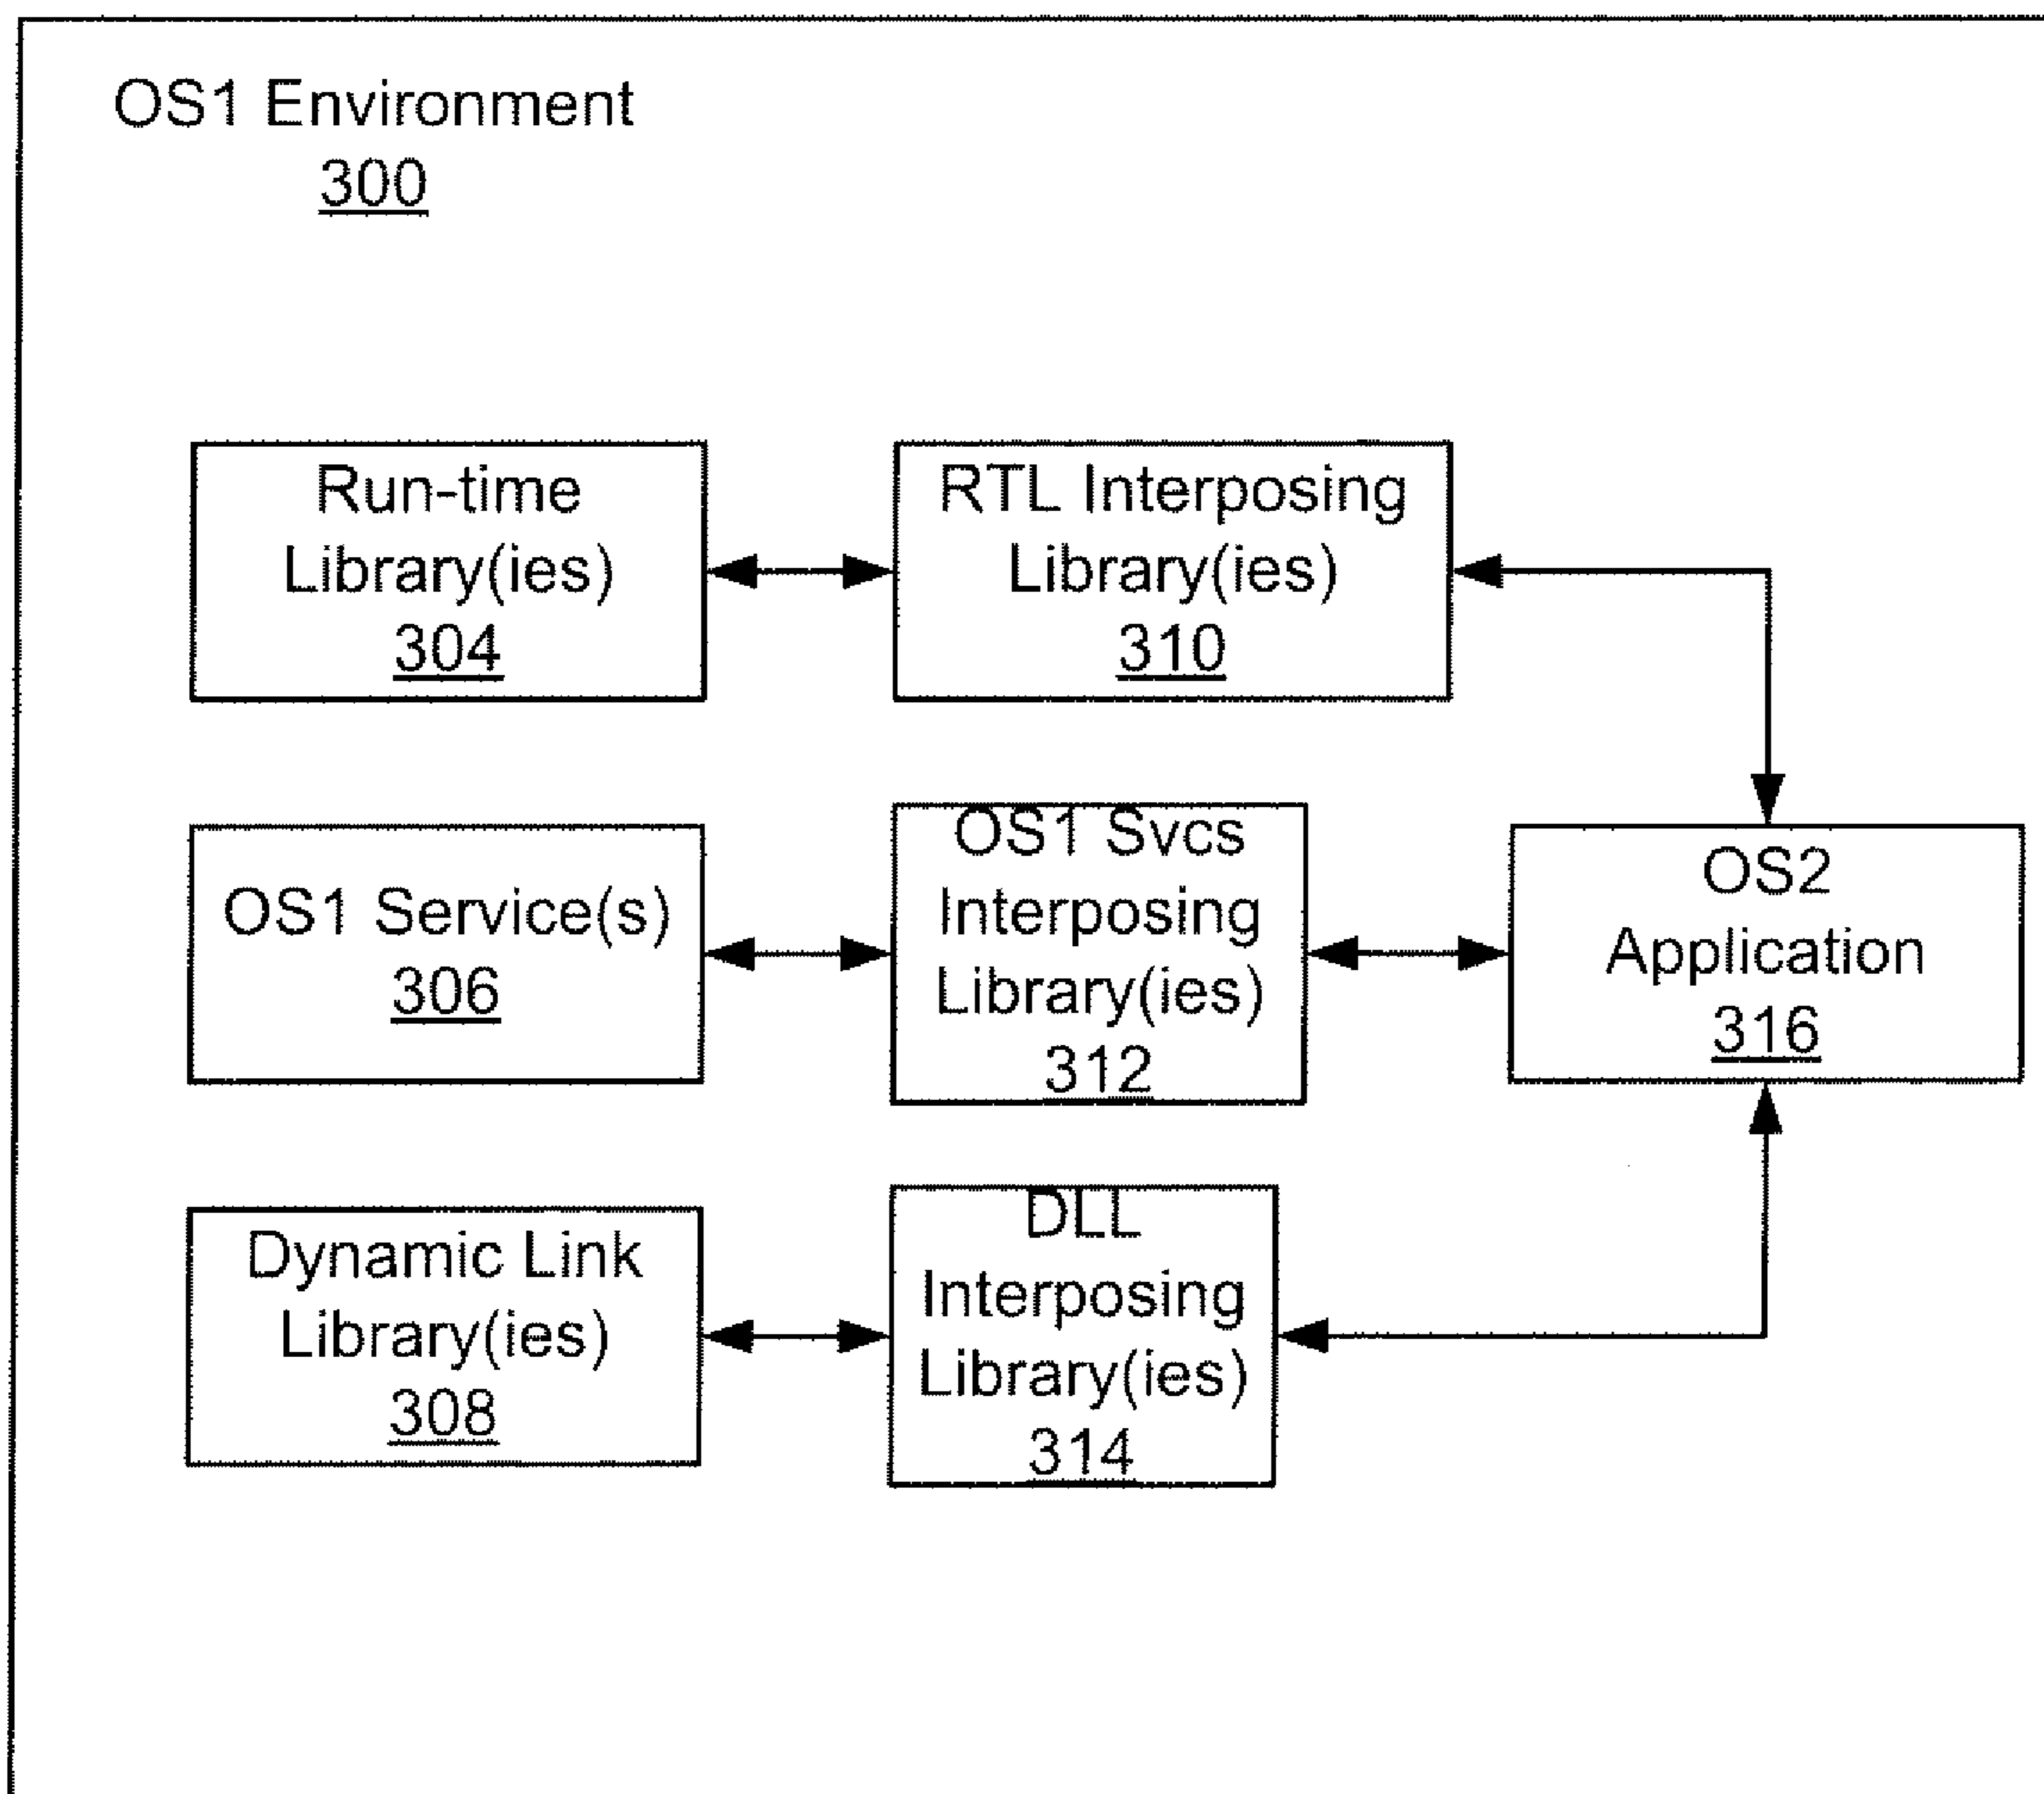 OS1 Environment
300
Run-time
Library(ies)
304
RTL Interposing
Library(ies)
310
OS1 Service(s)
306
OS1 Svcs
Interposing
Library(ies)
312
OS2
Application
316
Dynamic Link
Library(ies)
308
DLL
Interposing
Library(ies)
314